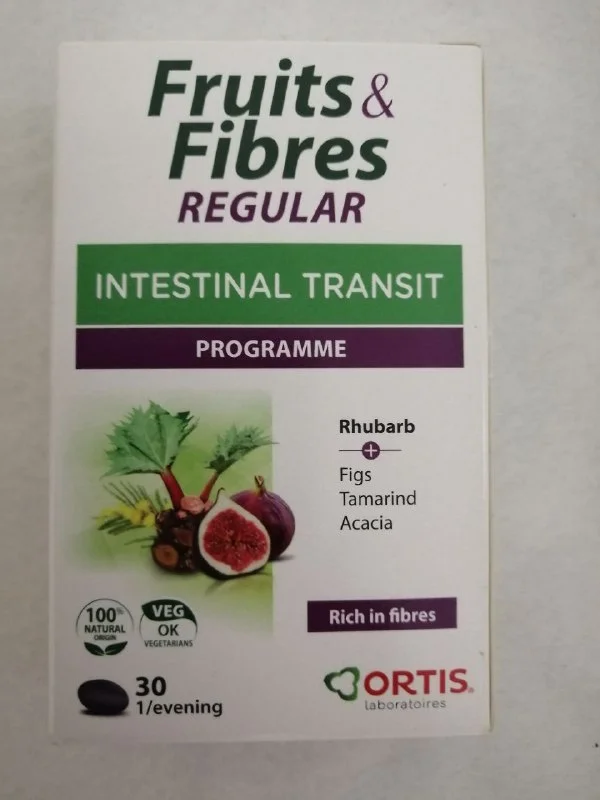 Fruits &
Fibres
REGULAR
INTESTINAL TRANSIT
PROGRAMME
Rhubarb
+
Figs
Tamarind
Acacia
Rich in fibres
100%
NATURAL
ORIGIN
VEG
OK
VEGETARIANS
30
1/evening
ORTIS®
laboratoires